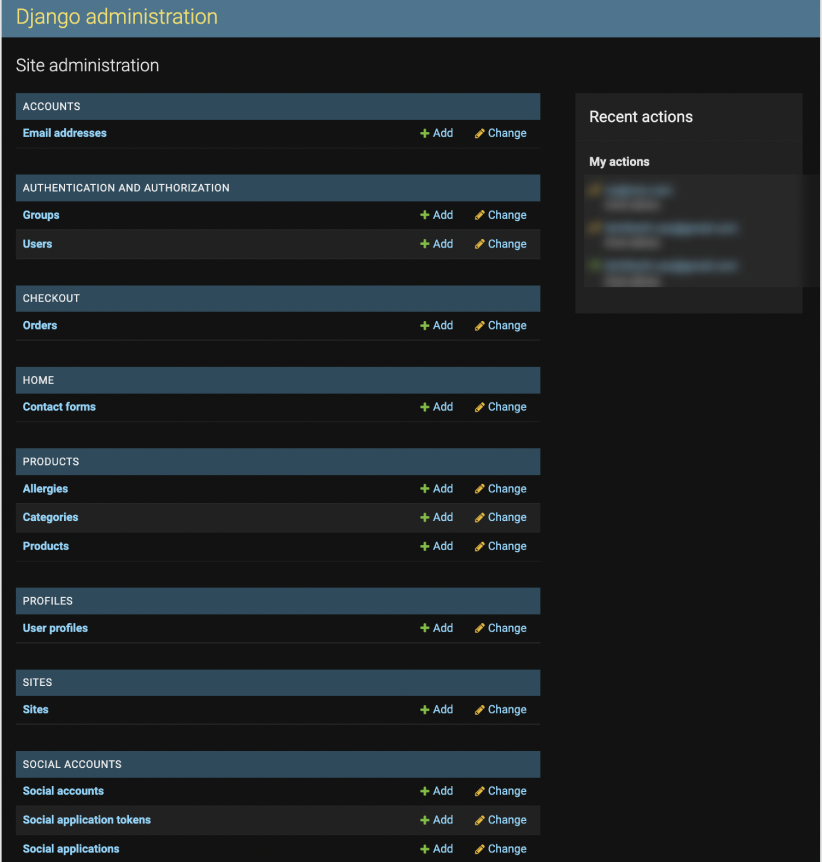 Django administration
Site administration
ACCOUNTS
Email addresses Add Change
AUTHENTICATION AND AUTHORIZATION
Groups Add Change
Users Add Change
CHECKOUT
Orders Add Change
HOME
Contact forms Add Change
PRODUCTS
Allergies Add Change
Categories Add Change
Products Add Change
PROFILES
User profiles Add Change
SITES
Sites Add Change
SOCIAL ACCOUNTS
Social accounts Add Change
Social application tokens Add Change
Social applications Add Change
Recent actions
My actions